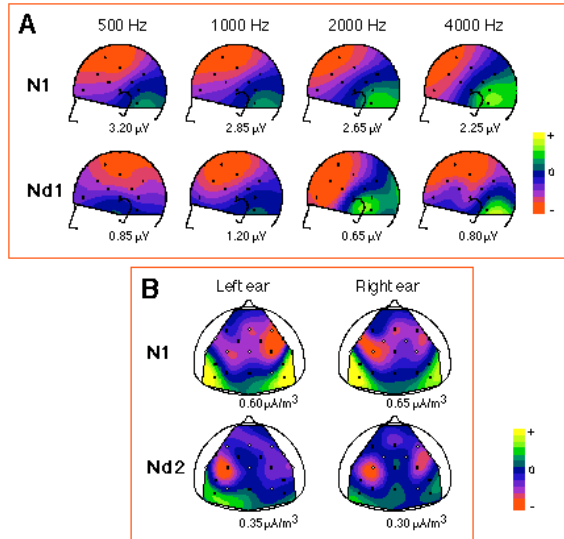 A
500 Hz 1000 Hz 2000 Hz 4000 Hz
N1
3.20 µV 2.85 µV 2.65 µV 2.25 µV
+
0
-
Nd1
0.85 µV 1.20 µV 0.65 µV 0.80 µV
B
Left ear Right ear
N1
0.60 µA/m³ 0.65 µA/m³
Nd2
+
0
-
0.35 µA/m³ 0.30 µA/m³